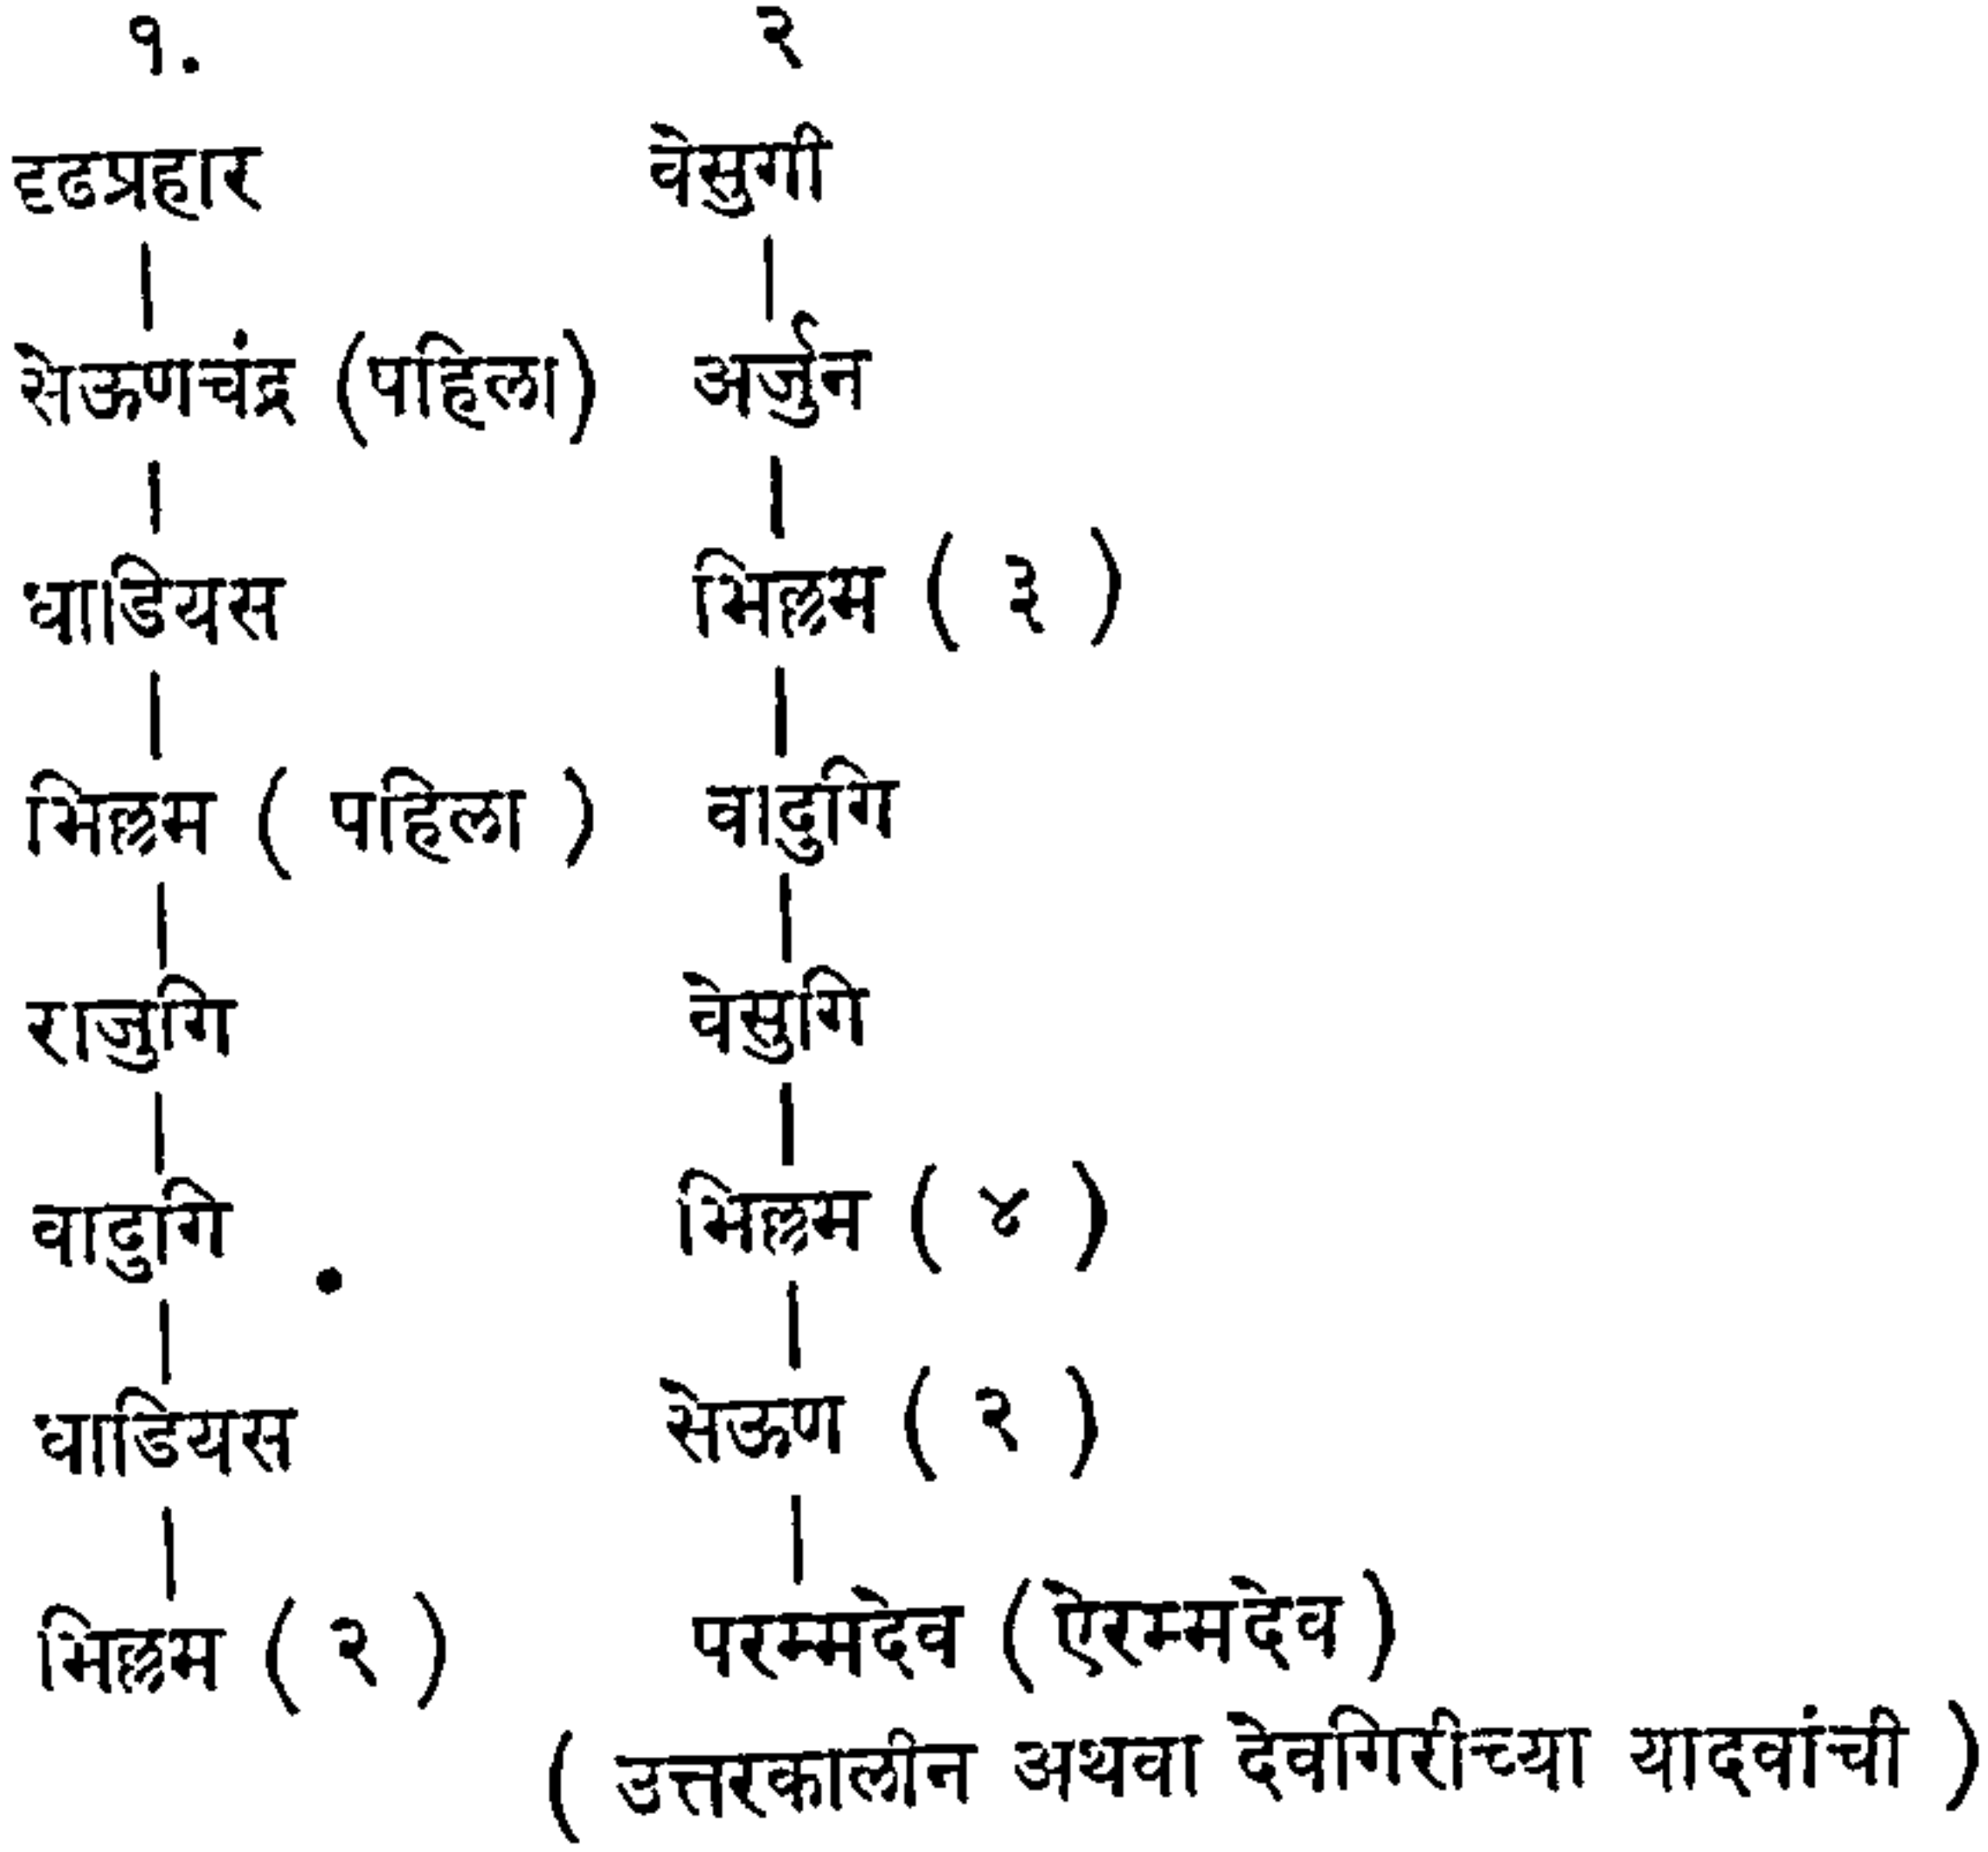 १. २
दृढप्रहार वेसुगी
सेऊणचंद्र (पहिला) अर्जुन
धाडियस भिल्लम ( ३ )
भिल्लम ( पहिला ) वादुगि
राजुगि वेसुगि
वादुगि भिल्लम ( ४ )
धाडियस सेऊण ( २ )
भिल्लम ( २ ) परम्मदेव ( ऐरम्मदेव )
( उत्तरकालीन अथवा देवगिरीच्या यादवांची )